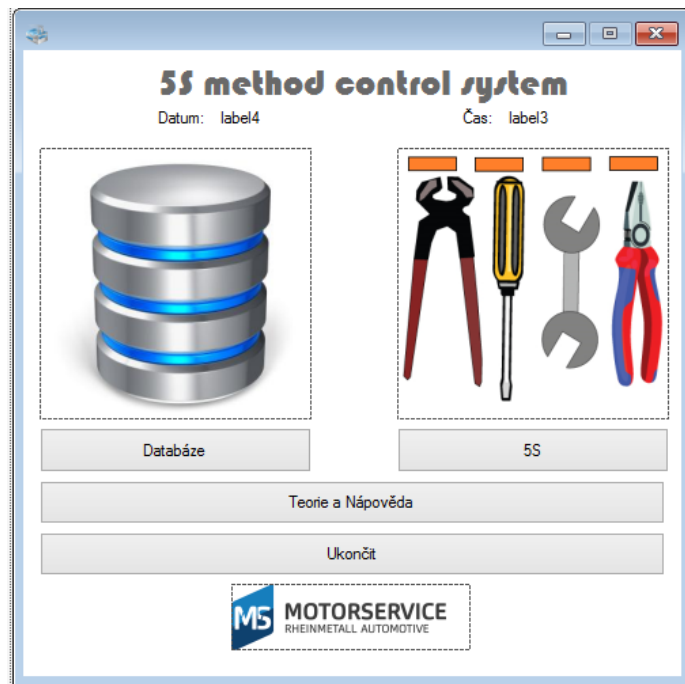 5S method control system
Datum: label4 Čas: label3
Databáze 5S
Teorie a Nápověda
Ukončit
MS MOTORSERVICE
RHEINMETALL AUTOMOTIVE